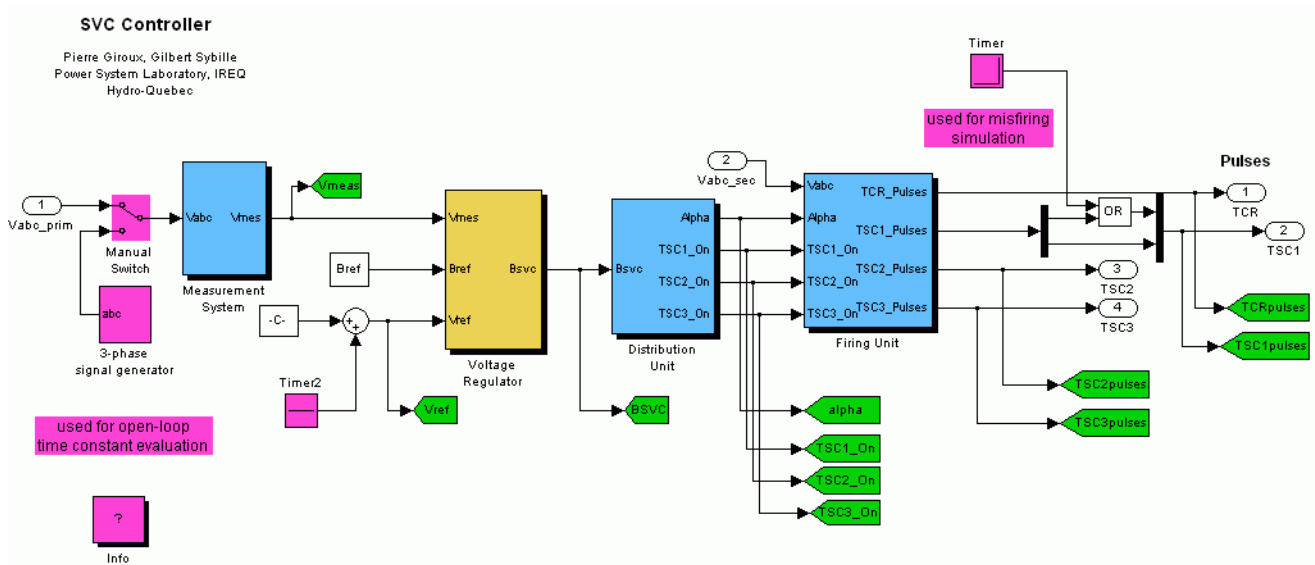 SVC Controller
Pierre Giroux, Gilbert Sybille
Power System Laboratory, IREQ
Hydro-Quebec
Timer
used for misfiring
simulation
Pulses
1
Vabc_prim
Manual
Switch
abc
3-phase
signal generator
Vabc
Vmes
Measurement
System
Vmeas
Bref
-C-
+
+
Timer2
Vref
Vmes
Bref
Vref
Bsvc
Voltage
Regulator
BSVC
Bsvc
Alpha
TSC1_On
TSC2_On
TSC3_On
Distribution
Unit
2
Vabc_sec
Vabc
Alpha
TSC1_On
TSC2_On
TSC3_On
TCR_Pulses
TSC1_Pulses
TSC2_Pulses
TSC3_Pulses
Firing Unit
OR
1
TCR
2
TSC1
3
TSC2
4
TSC3
TCRpulses
TSC1pulses
TSC2pulses
TSC3pulses
alpha
TSC1_On
TSC2_On
TSC3_On
used for open-loop
time constant evaluation
?
Info